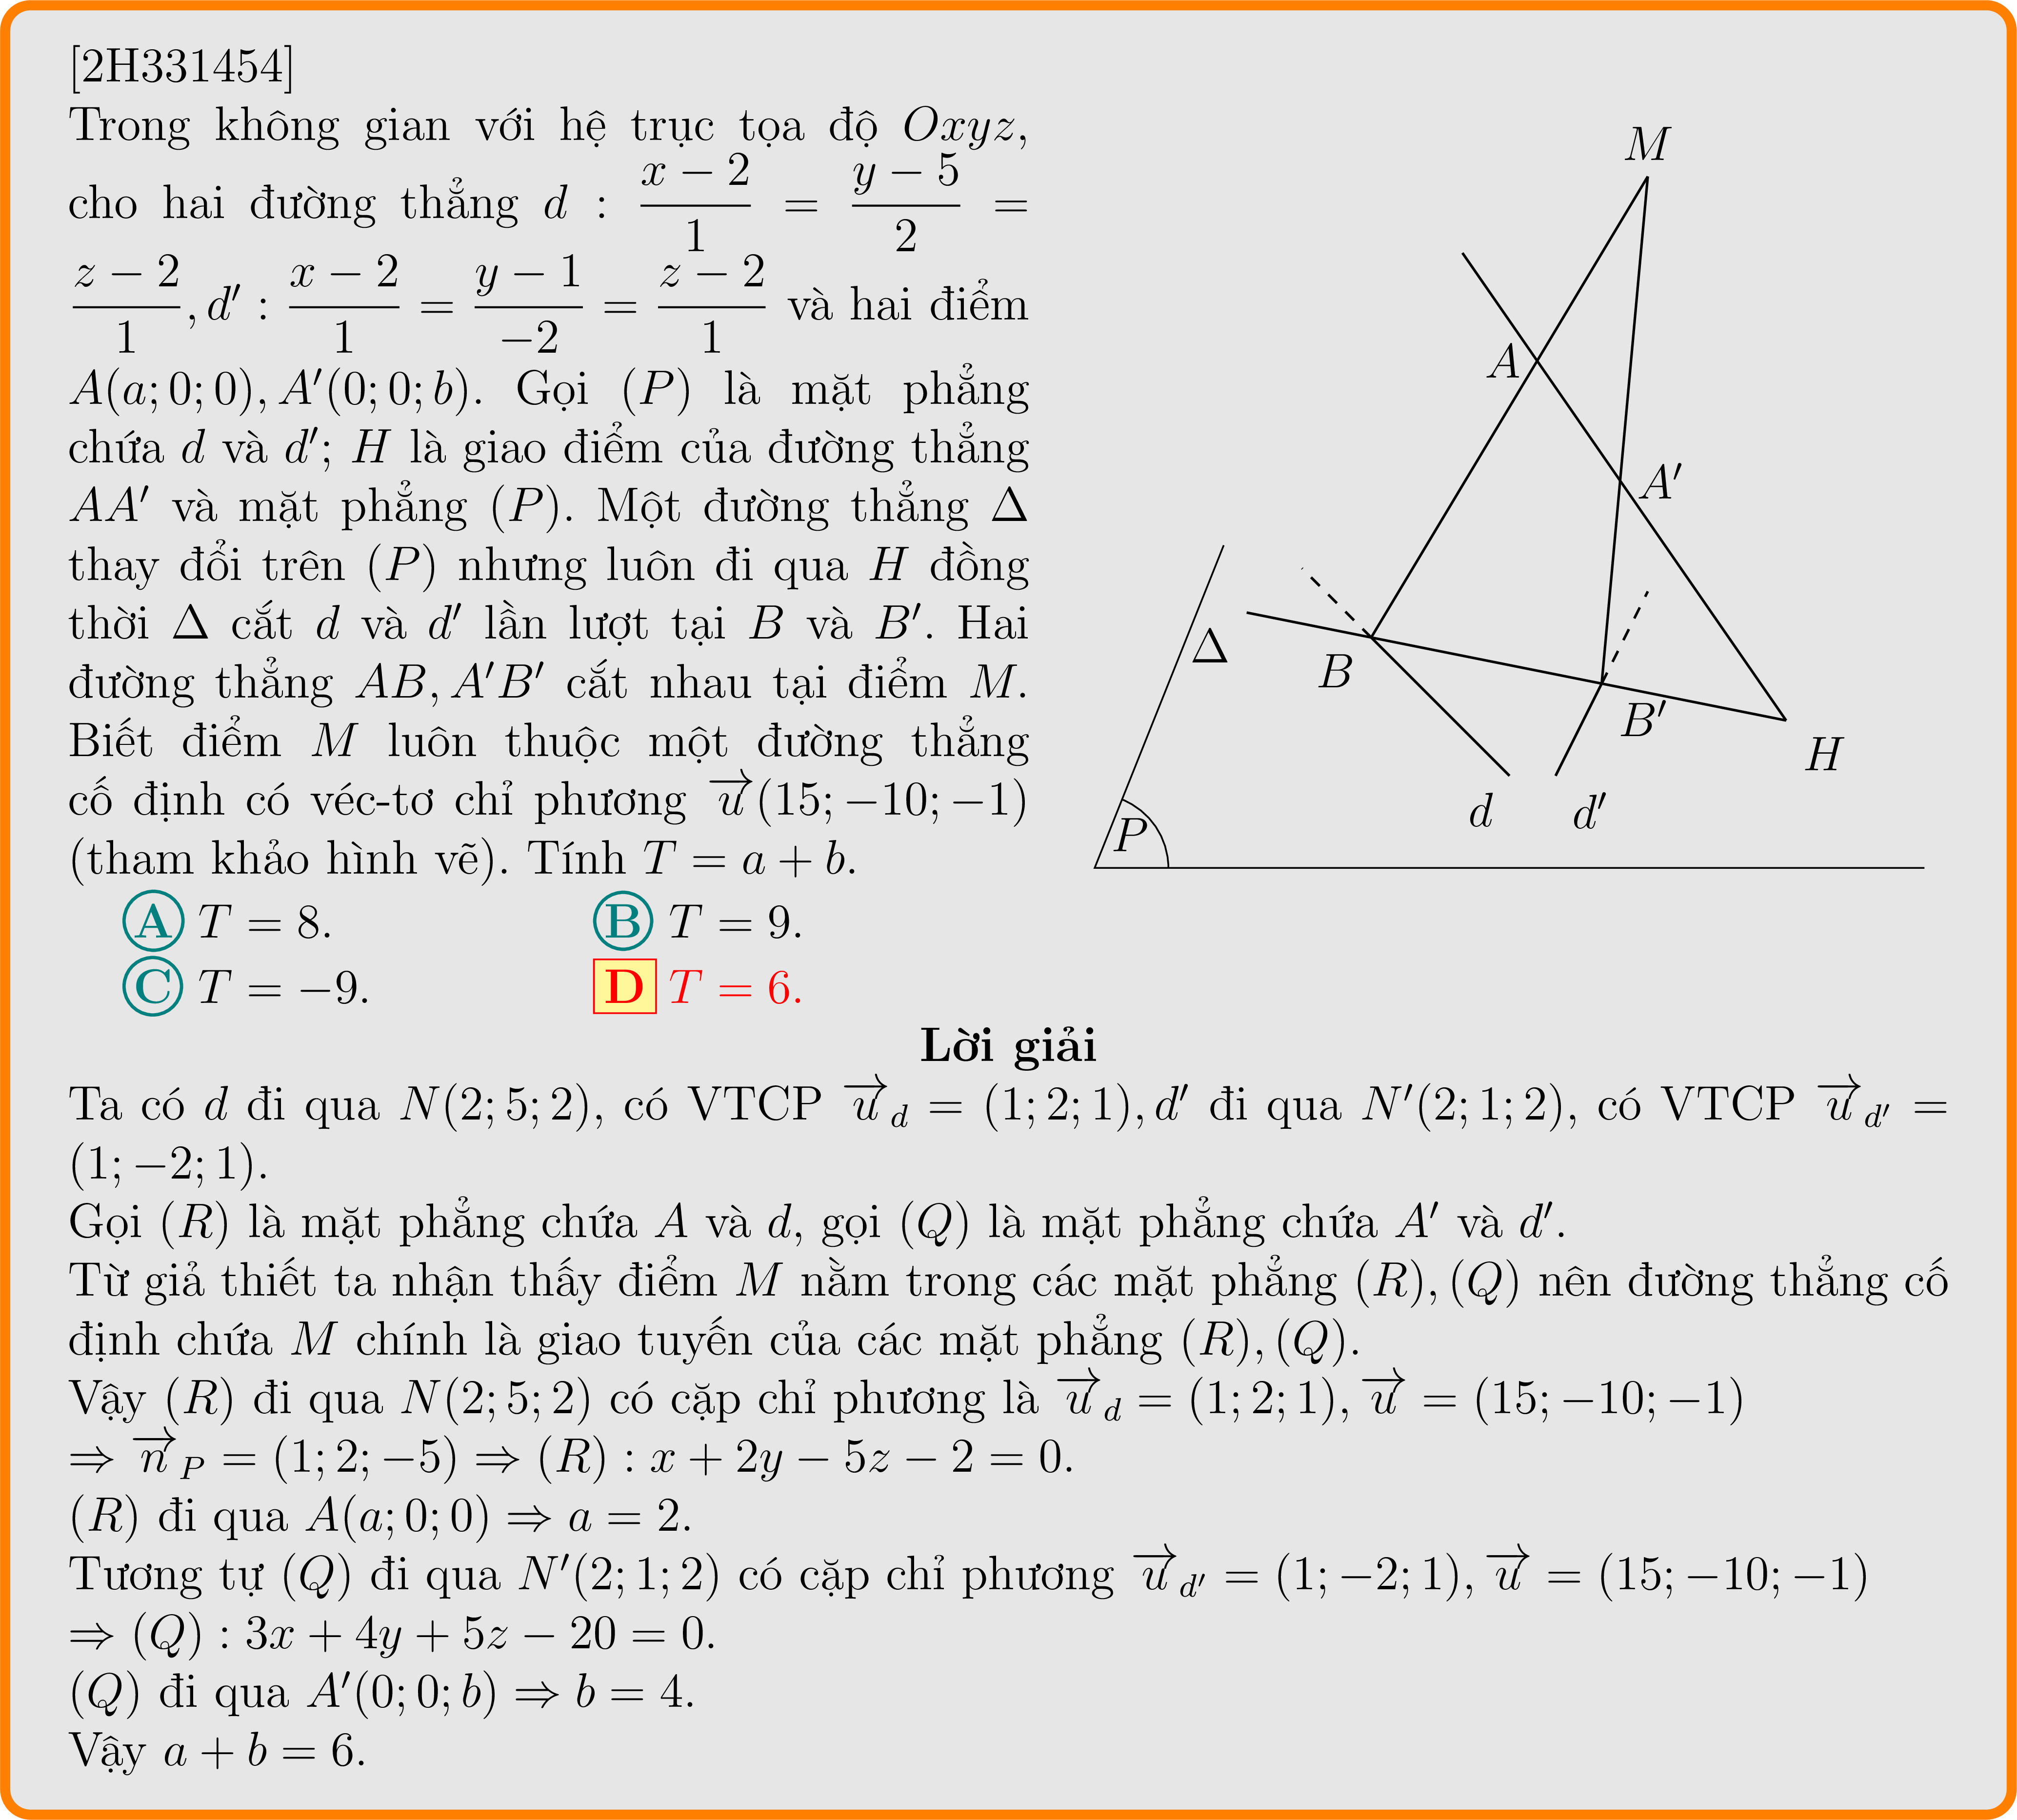 [2H331454]
Trong không gian với hệ trục tọa độ Oxyz,
cho hai đường thẳng d : \frac{x − 2}{1} = \frac{y − 5}{2} =
\frac{z − 2}{1}, d′ : \frac{x − 2}{1} = \frac{y − 1}{−2} = \frac{z − 2}{1} và hai điểm
A(a; 0; 0), A′(0; 0; b). Gọi (P) là mặt phẳng
chứa d và d′; H là giao điểm của đường thẳng
AA′ và mặt phẳng (P). Một đường thẳng Δ
thay đổi trên (P) nhưng luôn đi qua H đồng
thời Δ cắt d và d′ lần lượt tại B và B′. Hai
đường thẳng AB, A′B′ cắt nhau tại điểm M.
Biết điểm M luôn thuộc một đường thẳng
cố định có véc-tơ chỉ phương \overrightarrow{u}(15; −10; −1)
(tham khảo hình vẽ). Tính T = a + b.
A T = 8.
B T = 9.
C T = −9.
D T = 6.
M
A
A′
Δ
B
B′
H
d
d′
P
Lời giải
Ta có d đi qua N(2; 5; 2), có VTCP \overrightarrow{u}_d = (1; 2; 1), d′ đi qua N′(2; 1; 2), có VTCP \overrightarrow{u}_{d′} =
(1; −2; 1).
Gọi (R) là mặt phẳng chứa A và d, gọi (Q) là mặt phẳng chứa A′ và d′.
Từ giả thiết ta nhận thấy điểm M nằm trong các mặt phẳng (R), (Q) nên đường thẳng cố
định chứa M chính là giao tuyến của các mặt phẳng (R), (Q).
Vậy (R) đi qua N(2; 5; 2) có cặp chỉ phương là \overrightarrow{u}_d = (1; 2; 1), \overrightarrow{u} = (15; −10; −1)
⇒ \overrightarrow{n}_P = (1; 2; −5) ⇒ (R) : x + 2y − 5z − 2 = 0.
(R) đi qua A(a; 0; 0) ⇒ a = 2.
Tương tự (Q) đi qua N′(2; 1; 2) có cặp chỉ phương \overrightarrow{u}_{d′} = (1; −2; 1), \overrightarrow{u} = (15; −10; −1)
⇒ (Q) : 3x + 4y + 5z − 20 = 0.
(Q) đi qua A′(0; 0; b) ⇒ b = 4.
Vậy a + b = 6.